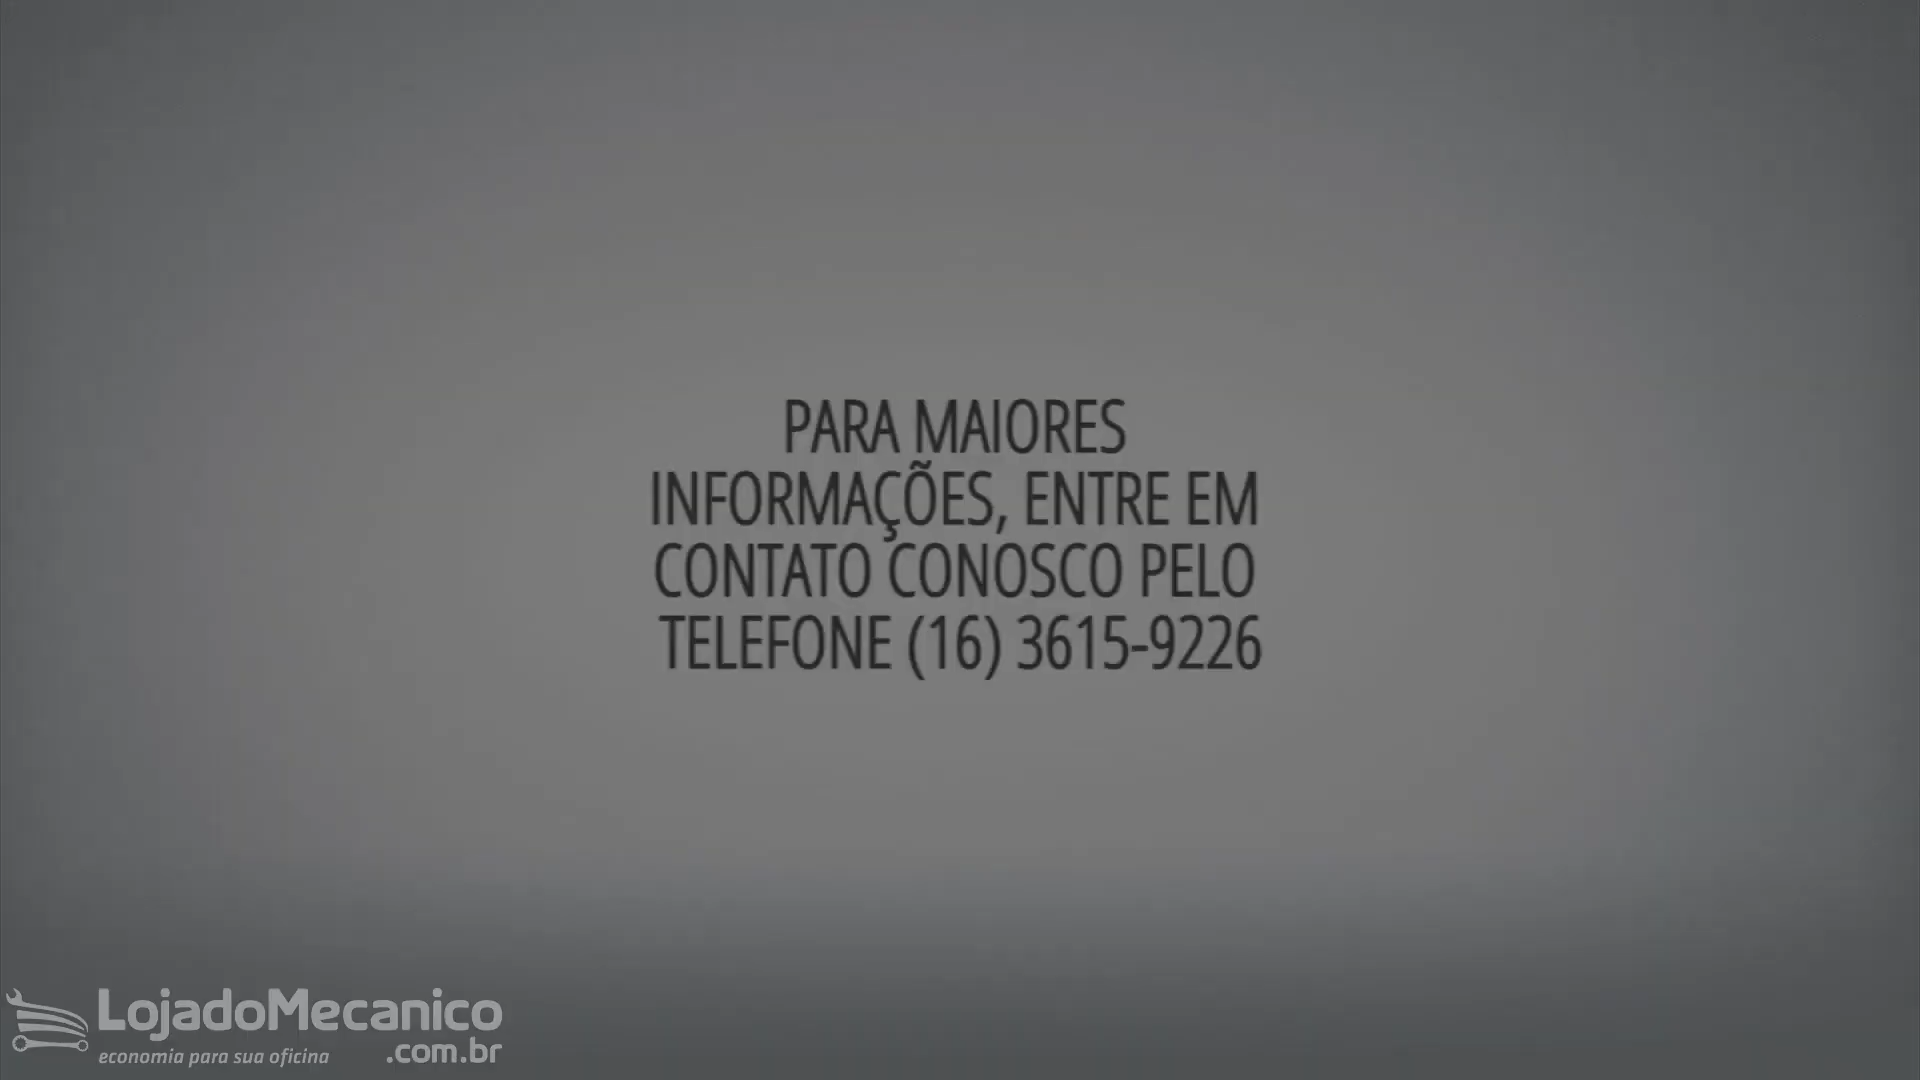 PARA MAIORES
INFORMAÇÕES, ENTRE EM
CONTATO CONOSCO PELO
TELEFONE (16) 3615-9226
LojadoMecanico
economia para sua oficina .com.br